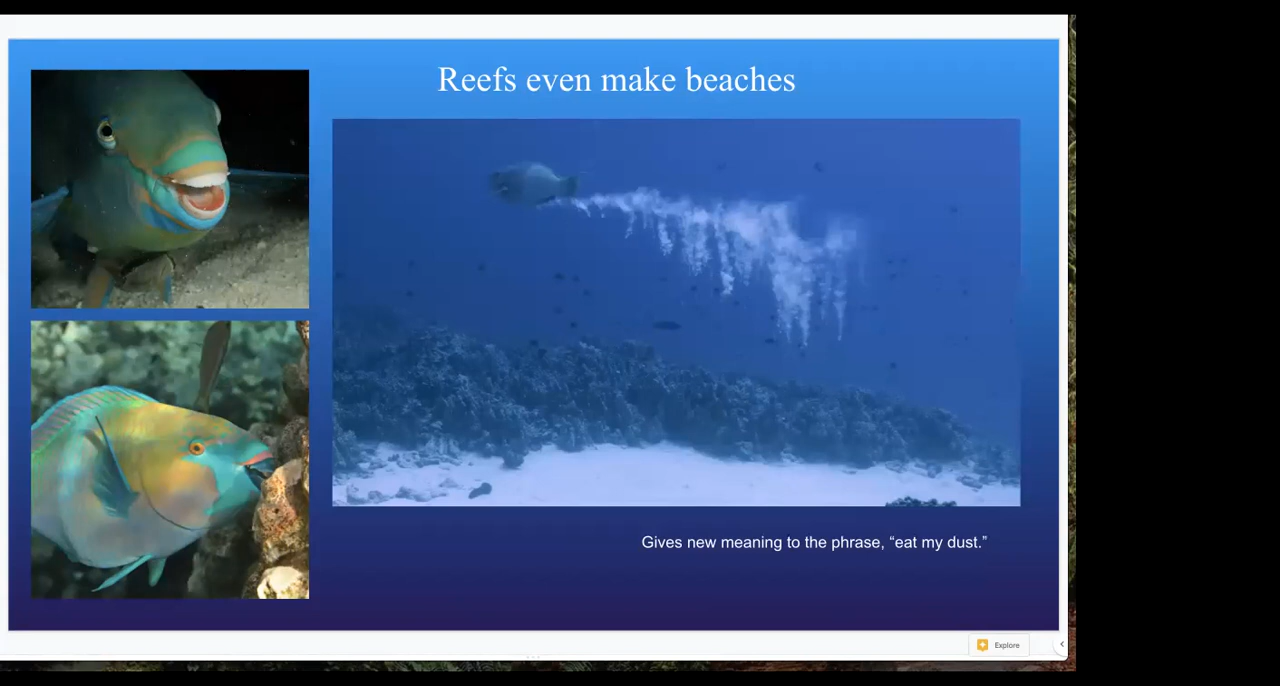 Reefs even make beaches
Gives new meaning to the phrase, “eat my dust.”
Explore